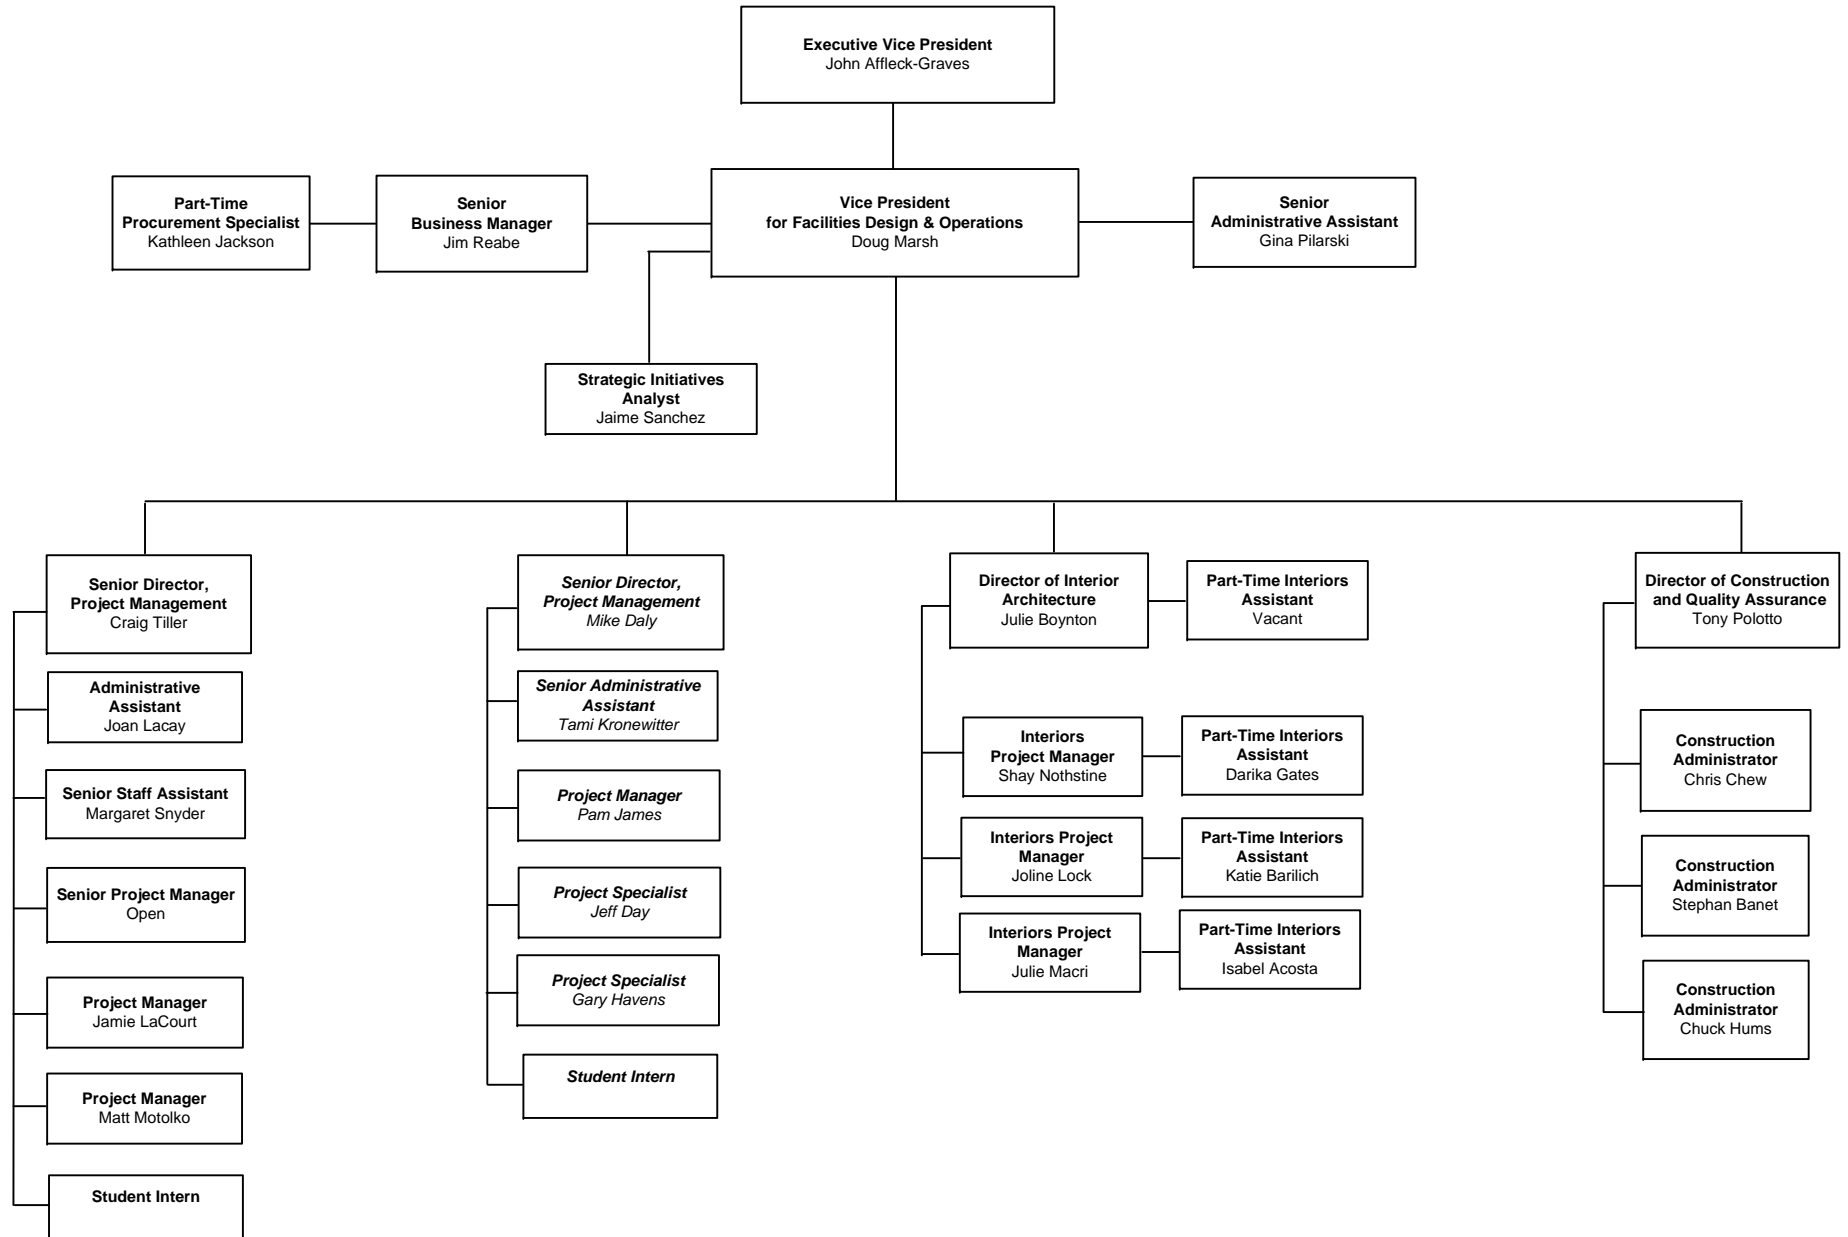 Executive Vice President
John Affleck-Graves
Part-Time
Procurement Specialist
Kathleen Jackson
Senior
Business Manager
Jim Reabe
Vice President
for Facilities Design & Operations
Doug Marsh
Senior
Administrative Assistant
Gina Pilarski
Strategic Initiatives
Analyst
Jaime Sanchez
Senior Director,
Project Management
Craig Tiller
Administrative
Assistant
Joan Lacay
Senior Staff Assistant
Margaret Snyder
Senior Project Manager
Open
Project Manager
Jamie LaCourt
Project Manager
Matt Motolko
Student Intern
Senior Director,
Project Management
Mike Daly
Senior Administrative
Assistant
Tami Kronewitter
Project Manager
Pam James
Project Specialist
Jeff Day
Project Specialist
Gary Havens
Student Intern
Director of Interior
Architecture
Julie Boynton
Part-Time Interiors
Assistant
Vacant
Interiors
Project Manager
Shay Nothstine
Part-Time Interiors
Assistant
Darika Gates
Interiors Project
Manager
Joline Lock
Part-Time Interiors
Assistant
Katie Barilich
Interiors Project
Manager
Julie Macri
Part-Time Interiors
Assistant
Isabel Acosta
Director of Construction
and Quality Assurance
Tony Polotto
Construction
Administrator
Chris Chew
Construction
Administrator
Stephan Banet
Construction
Administrator
Chuck Hums